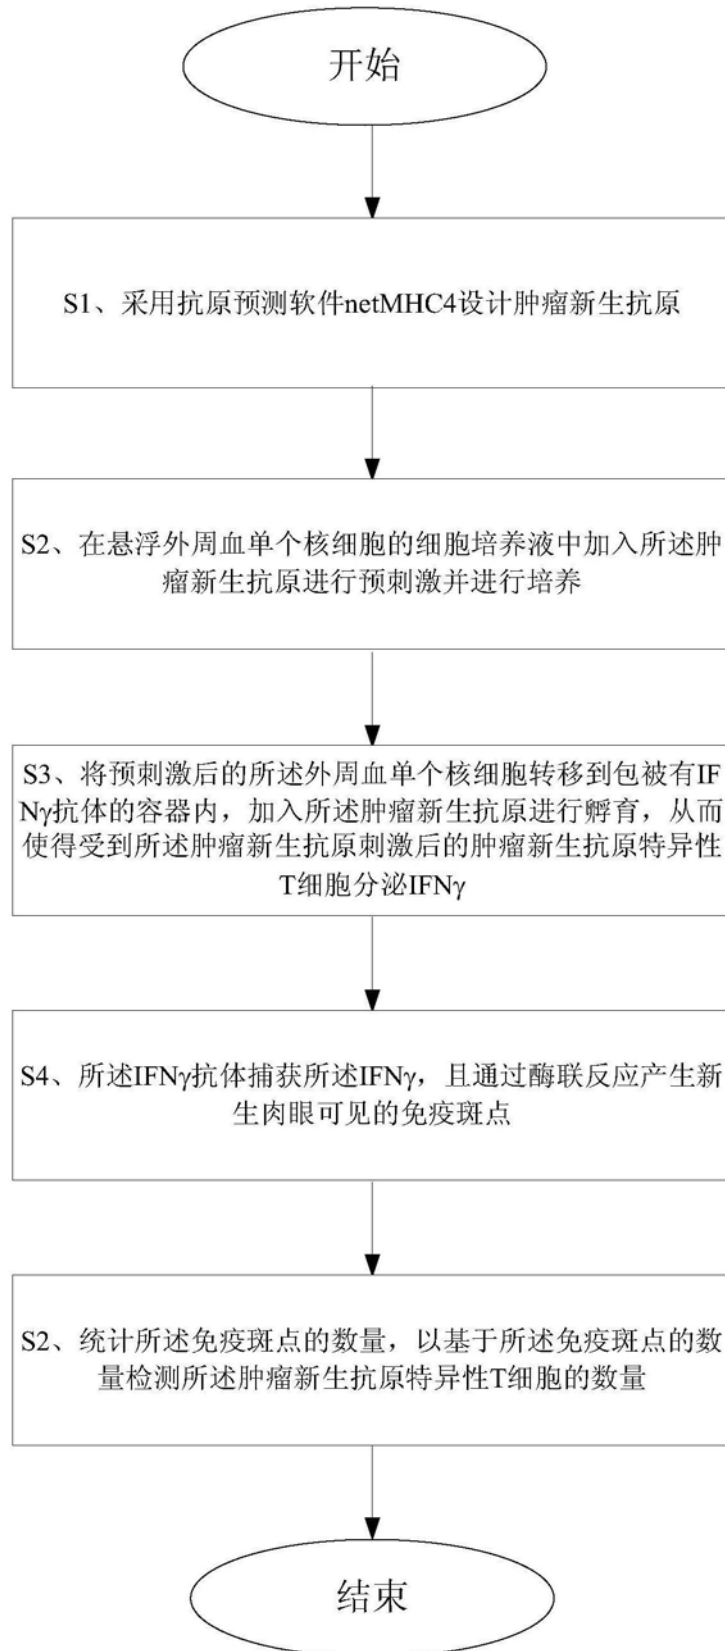 开始
S1、采用抗原预测软件netMHC4设计肿瘤新生抗原
S2、在悬浮外周血单个核细胞的细胞培养液中加入所述肿
瘤新生抗原进行预刺激并进行培养
S3、将预刺激后的所述外周血单个核细胞转移到包被有IF
Nγ抗体的容器内，加入所述肿瘤新生抗原进行孵育，从而
使得受到所述肿瘤新生抗原刺激后的肿瘤新生抗原特异性
T细胞分泌IFNγ
S4、所述IFNγ抗体捕获所述IFNγ，且通过酶联反应产生新
生肉眼可见的免疫斑点
S2、统计所述免疫斑点的数量，以基于所述免疫斑点的数
量检测所述肿瘤新生抗原特异性T细胞的数量
结束